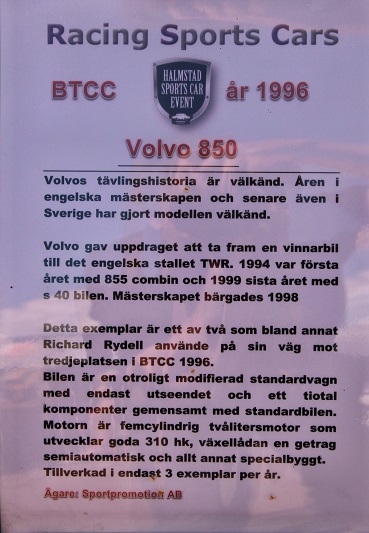 Racing Sports Cars
BTCC
HALMSTAD
SPORTS CAR
EVENT
år 1996
Volvo 850
Volvos tävlingshistoria är välkänd. Åren i
engelska mästerskapen och senare även i
Sverige har gjort modellen välkänd.
Volvo gav uppdraget att ta fram en vinnarbil
till det engelska stallet TWR. 1994 var första
året med 855 combin och 1999 sista året med
s 40 bilen. Mästerskapet bärgades 1998
Detta exemplar är ett av två som bland annat
Richard Rydell använde på sin väg mot
tredjeplatsen i BTCC 1996.
Bilen är en otroligt modifierad standardvagn
med endast utseendet och ett tiotal
komponenter gemensamt med standardbilen.
Motorn är femcylindrig tvålitersmotor som
utvecklar goda 310 hk, växellådan en getrag
semiautomatisk och allt annat specialbyggt.
Tillverkad i endast 3 exemplar per år.
Ägare: Sportpromotion AB